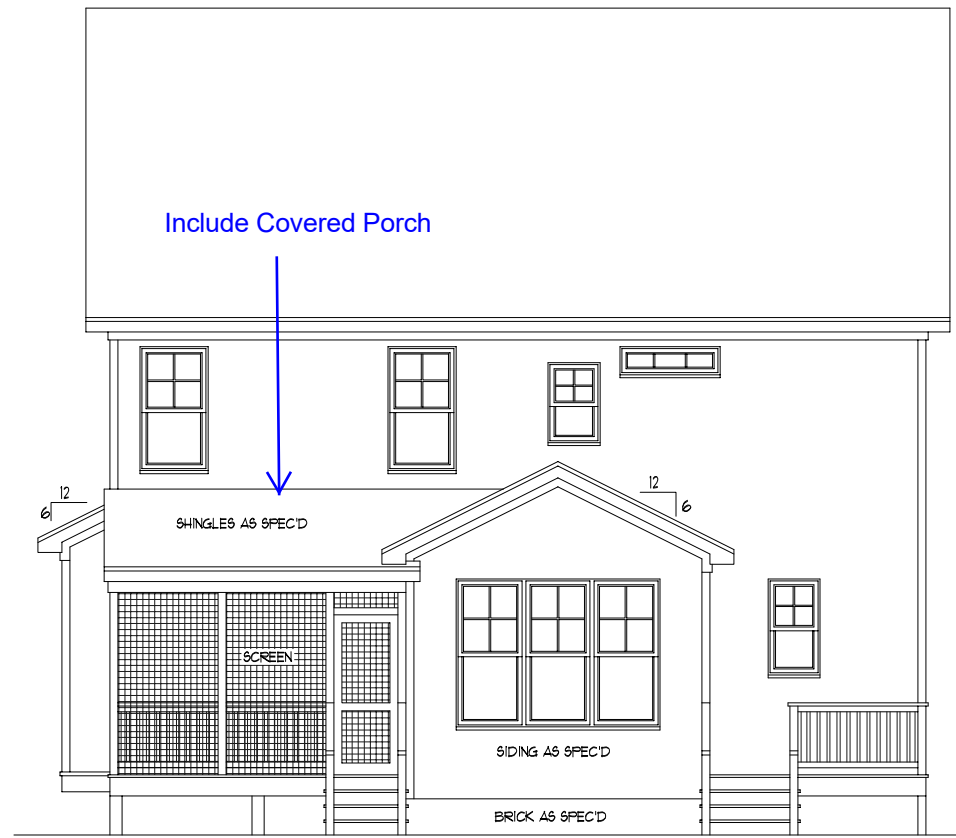 Include Covered Porch
12
6
12
6
SHINGLES AS SPEC'D
SCREEN
SIDING AS SPEC'D
BRICK AS SPEC'D